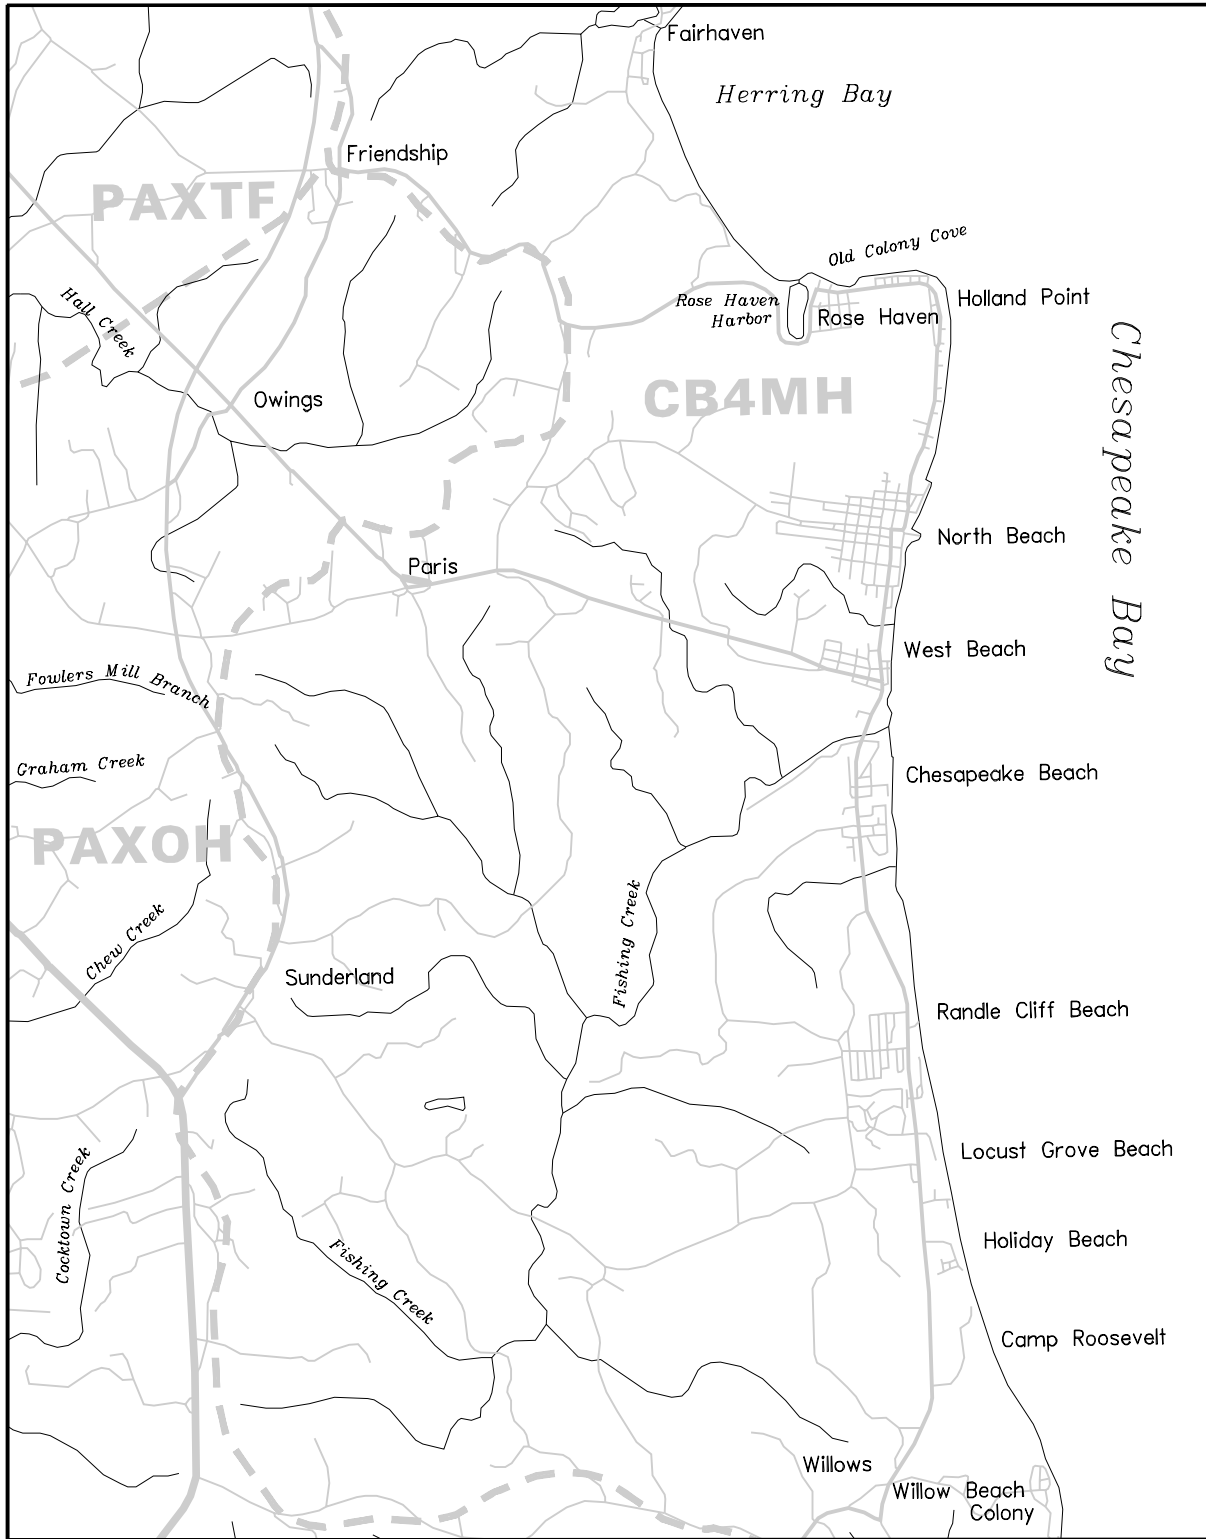 Fairhaven
Herring Bay
Friendship
PAXTF
Old Colony Cove
Hall Creek
Rose Haven
Harbor
Rose Haven
Holland Point
Chesapeake Bay
Owings
CB4MH
North Beach
Paris
West Beach
Fowlers Mill Branch
Graham Creek
Chesapeake Beach
PAXOH
Chew Creek
Fishing Creek
Sunderland
Randle Cliff Beach
Cocktown Creek
Locust Grove Beach
Fishing Creek
Holiday Beach
Camp Roosevelt
Willows
Willow Beach
Colony